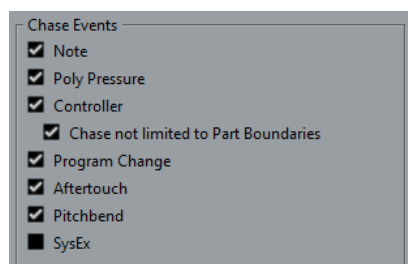 Chase Events
Note
Poly Pressure
Controller
Chase not limited to Part Boundaries
Program Change
Aftertouch
Pitchbend
SysEx